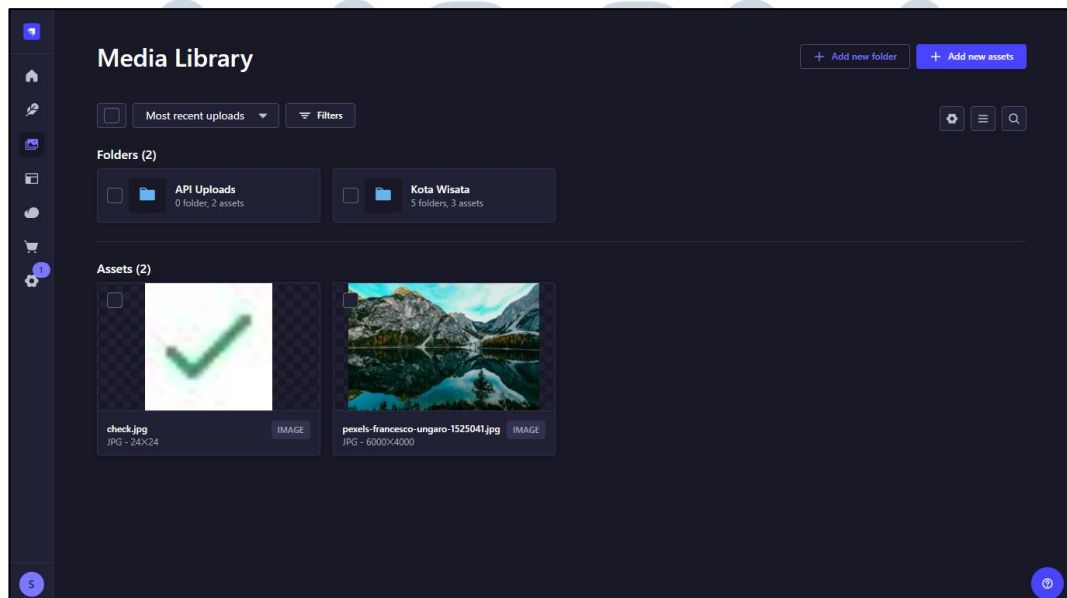 Media Library
+ Add new folder
+ Add new assets
Most recent uploads
Filters
Folders (2)
API Uploads
0 folder, 2 assets
Kota Wisata
5 folders, 3 assets
1
Assets (2)
check.jpg
IMAGE
JPG - 24×24
pexels-francesco-ungaro-1525041.jpg
IMAGE
JPG - 6000×4000
S